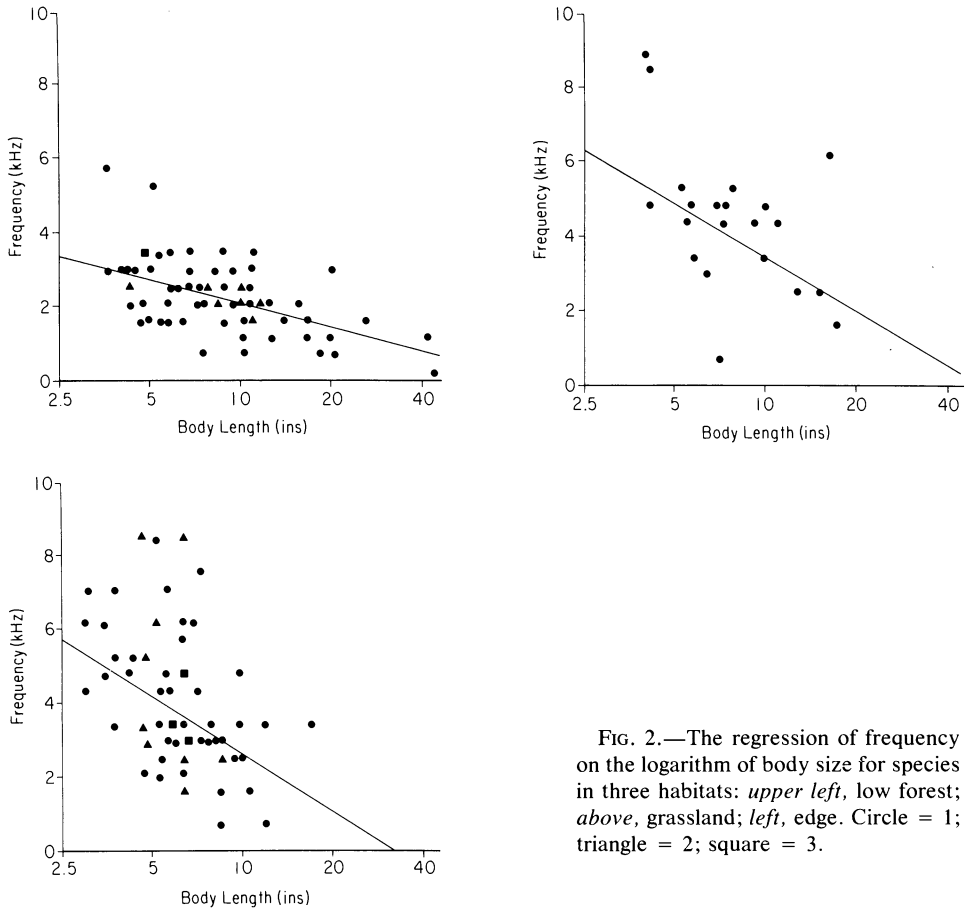 10
8
6
4
2
0
Frequency (kHz)
2.5 5 10 20 40
Body Length (ins)
10
8
6
4
2
0
Frequency (kHz)
2.5 5 10 20 40
Body Length (ins)
10
8
6
4
2
0
Frequency (kHz)
2.5 5 10 20 40
Body Length (ins)
FIG. 2.—The regression of frequency
on the logarithm of body size for species
in three habitats: upper left, low forest;
above, grassland; left, edge. Circle = 1;
triangle = 2; square = 3.